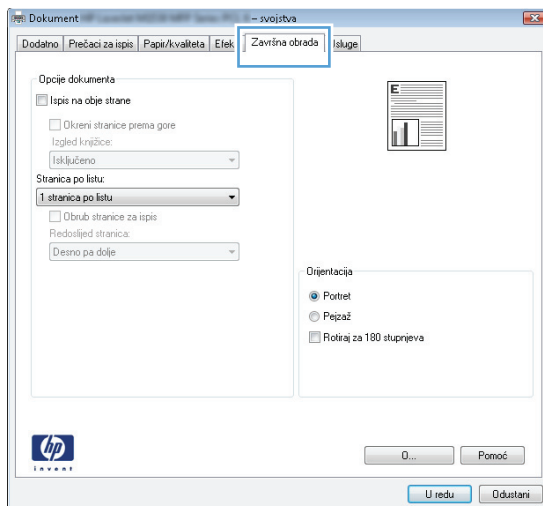 Dokument – svojstva
Dodatno Prečaci za ispis Papir/kvaliteta Efek Završna obrada sluge
Opcije dokumenta
Ispis na obje strane
Okreni stranice prema gore
Izgled knjižice:
Isključeno
Stranica po listu:
1 stranica po listu
Obrub stranice za ispis
Redoslijed stranica:
Desno pa dolje
E
Orijentacija
Portret
Pejzaž
Rotiraj za 180 stupnjeva
hp
invent
O... Pomoć
U redu Odustani